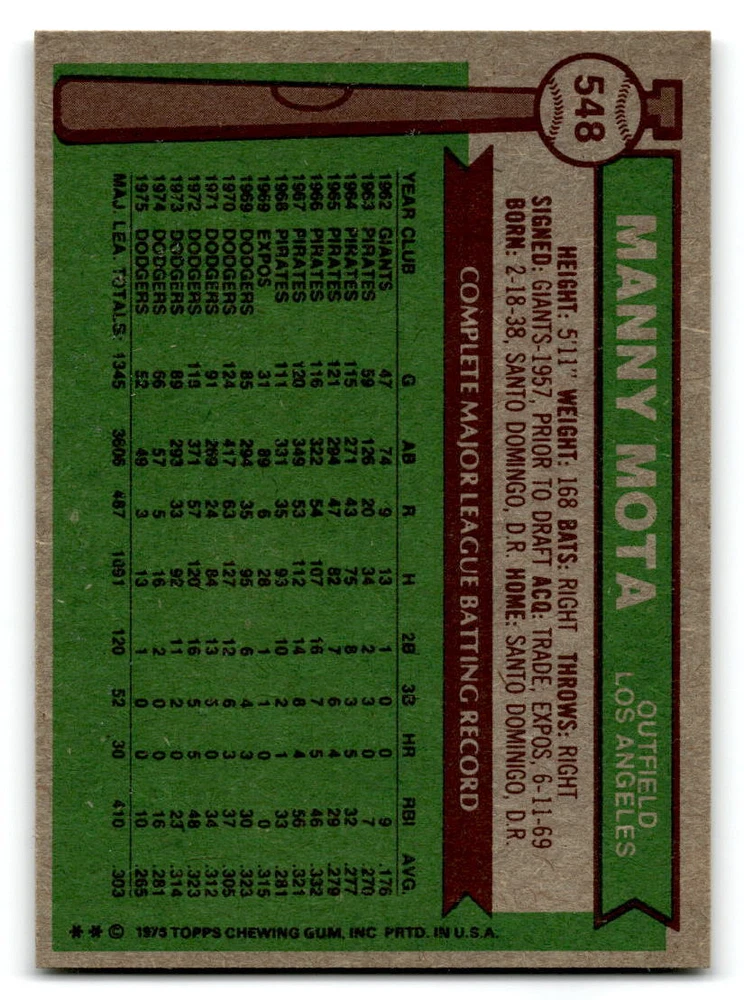 548
MANNY MOTA
OUTFIELD
LOS ANGELES
HEIGHT: 5'11" WEIGHT: 168 BATS: RIGHT THROWS: RIGHT
SIGNED: GIANTS-1957, PRIOR TO DRAFT ACQ: TRADE, EXPOS, 6-11-69
BORN: 2-18-38, SANTO DOMINGO, D.R. HOME: SANTO DOMINIGO, D.R.
COMPLETE MAJOR LEAGUE BATTING RECORD
YEAR CLUB G AB R H 2B 3B HR RBI AVG.
1962 GIANTS 47 74 9 13 1 0 0 9 .176
1963 PIRATES 59 126 20 34 2 3 0 7 .270
1964 PIRATES 115 271 43 75 8 3 5 32 .277
1965 PIRATES 121 294 47 82 7 6 4 29 .279
1966 PIRATES 116 322 54 107 16 7 5 46 .332
1967 PIRATES 120 349 53 112 14 8 4 56 .321
1968 PIRATES 111 331 35 93 10 2 1 33 .281
1969 EXPOS 31 89 6 28 1 1 0 0 .315
1969 DODGERS 85 294 35 95 6 4 3 30 .323
1970 DODGERS 124 417 63 127 12 6 3 37 .305
1971 DODGERS 91 269 24 84 13 5 0 34 .312
1972 DODGERS 118 371 57 120 16 5 5 48 .323
1973 DODGERS 89 293 33 92 11 2 0 23 .314
1974 DODGERS 66 57 5 16 2 0 0 16 .281
1975 DODGERS 52 49 3 13 1 0 0 10 .265
MAJ LEA TOTALS 1345 3606 487 1091 120 52 30 410 .303
** © 1975 TOPPS CHEWING GUM, INC PRTD. IN U.S.A.